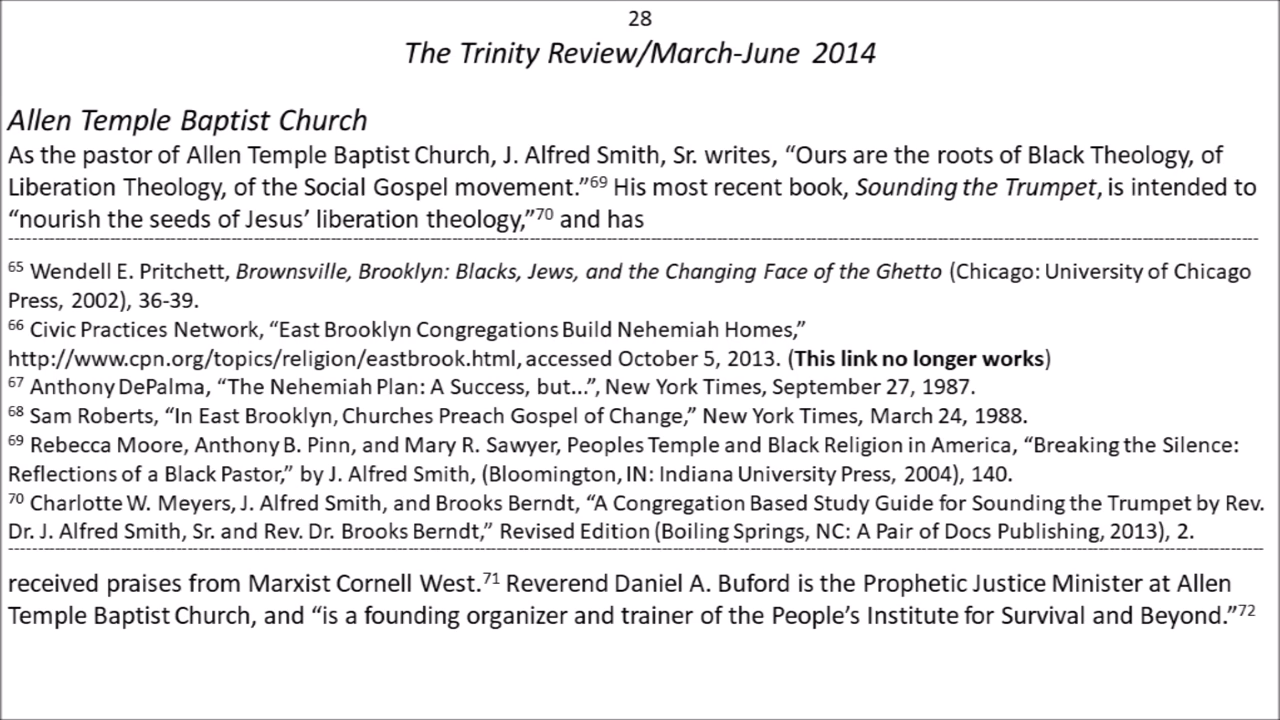 28
The Trinity Review/March-June 2014
Allen Temple Baptist Church
As the pastor of Allen Temple Baptist Church, J. Alfred Smith, Sr. writes, “Ours are the roots of Black Theology, of
Liberation Theology, of the Social Gospel movement.”69 His most recent book, Sounding the Trumpet, is intended to
“nourish the seeds of Jesus’ liberation theology,”70 and has
65 Wendell E. Pritchett, Brownsville, Brooklyn: Blacks, Jews, and the Changing Face of the Ghetto (Chicago: University of Chicago
Press, 2002), 36-39.
66 Civic Practices Network, “East Brooklyn Congregations Build Nehemiah Homes,”
http://www.cpn.org/topics/religion/eastbrook.html, accessed October 5, 2013. (This link no longer works)
67 Anthony DePalma, “The Nehemiah Plan: A Success, but...”, New York Times, September 27, 1987.
68 Sam Roberts, “In East Brooklyn, Churches Preach Gospel of Change,” New York Times, March 24, 1988.
69 Rebecca Moore, Anthony B. Pinn, and Mary R. Sawyer, Peoples Temple and Black Religion in America, “Breaking the Silence:
Reflections of a Black Pastor,” by J. Alfred Smith, (Bloomington, IN: Indiana University Press, 2004), 140.
70 Charlotte W. Meyers, J. Alfred Smith, and Brooks Berndt, “A Congregation Based Study Guide for Sounding the Trumpet by Rev.
Dr. J. Alfred Smith, Sr. and Rev. Dr. Brooks Berndt,” Revised Edition (Boiling Springs, NC: A Pair of Docs Publishing, 2013), 2.
received praises from Marxist Cornell West.71 Reverend Daniel A. Buford is the Prophetic Justice Minister at Allen
Temple Baptist Church, and “is a founding organizer and trainer of the People’s Institute for Survival and Beyond.”72